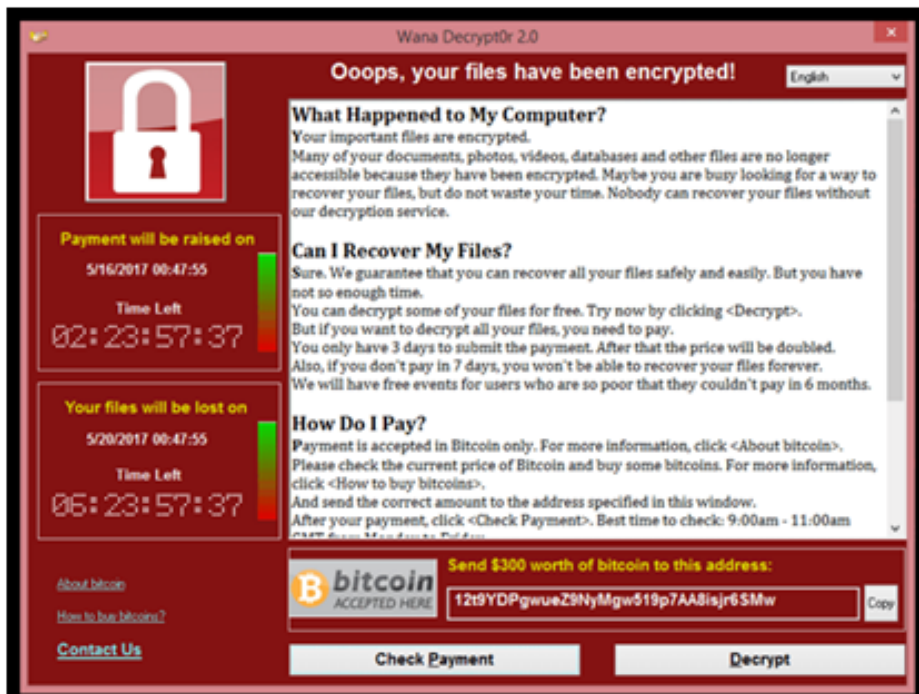 Wana Decrypt0r 2.0
Ooops, your files have been encrypted!
English
What Happened to My Computer?
Your important files are encrypted.
Many of your documents, photos, videos, databases and other files are no longer
accessible because they have been encrypted. Maybe you are busy looking for a way to
recover your files, but do not waste your time. Nobody can recover your files without
our decryption service.
Can I Recover My Files?
Sure. We guarantee that you can recover all your files safely and easily. But you have
not so enough time.
You can decrypt some of your files for free. Try now by clicking <Decrypt>.
But if you want to decrypt all your files, you need to pay.
You only have 3 days to submit the payment. After that the price will be doubled.
Also, if you don't pay in 7 days, you won't be able to recover your files forever.
We will have free events for users who are so poor that they couldn't pay in 6 months.
How Do I Pay?
Payment is accepted in Bitcoin only. For more information, click <About bitcoin>.
Please check the current price of Bitcoin and buy some bitcoins. For more information,
click <How to buy bitcoins>.
And send the correct amount to the address specified in this window.
After your payment, click <Check Payment>. Best time to check: 9:00am - 11:00am
GMT from Monday to Friday
Payment will be raised on
5/16/2017 00:47:55
Time Left
02:23:57:37
Your files will be lost on
5/20/2017 00:47:55
Time Left
06:23:57:37
About bitcoin
How to buy bitcoins?
Contact Us
bitcoin
ACCEPTED HERE
Send $300 worth of bitcoin to this address:
12t9YDPgwueZ9NyMgw519p7AA8isjr6SMw
Copy
Check Payment
Decrypt